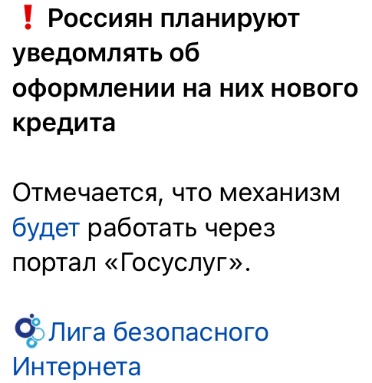 ❗ Россиян планируют
уведомлять об
оформлении на них нового
кредита
Отмечается, что механизм
будет работать через
портал «Госуслуг».
Лига безопасного
Интернета